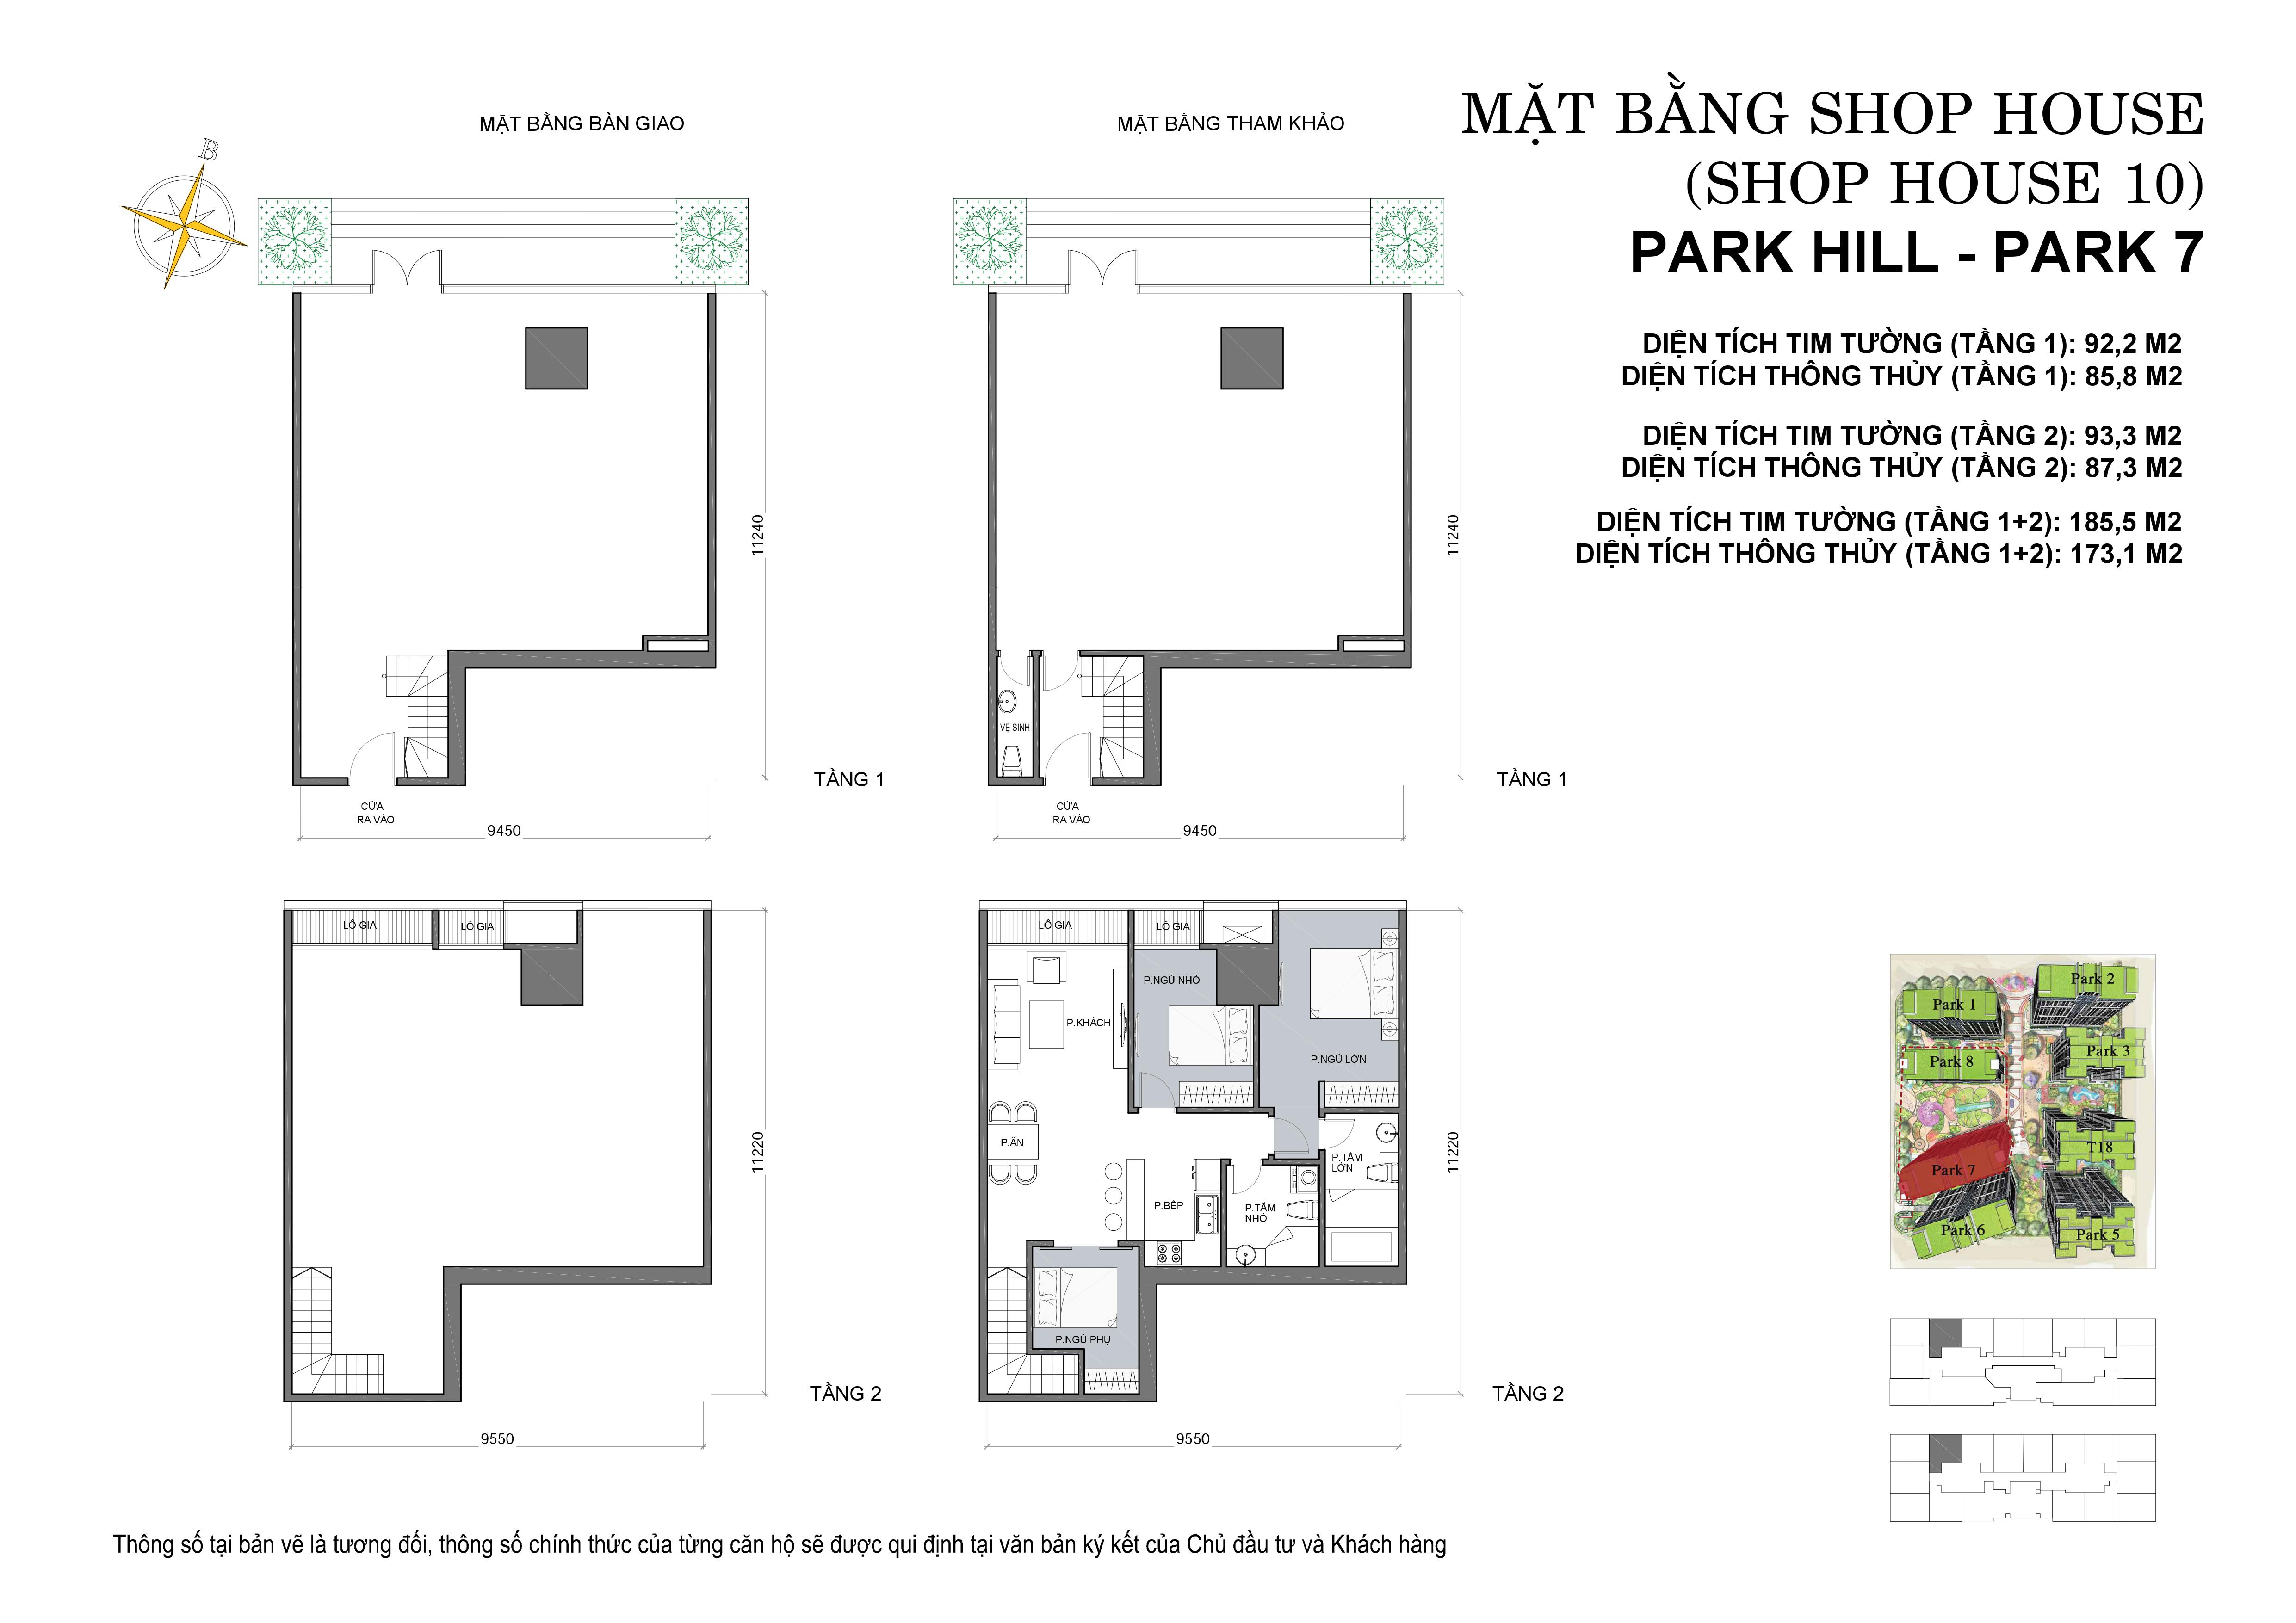 MẶT BẰNG SHOP HOUSE
(SHOP HOUSE 10)
PARK HILL - PARK 7
DIỆN TÍCH TIM TƯỜNG (TẦNG 1): 92,2 M2
DIỆN TÍCH THÔNG THỦY (TẦNG 1): 85,8 M2
DIỆN TÍCH TIM TƯỜNG (TẦNG 2): 93,3 M2
DIỆN TÍCH THÔNG THỦY (TẦNG 2): 87,3 M2
DIỆN TÍCH TIM TƯỜNG (TẦNG 1+2): 185,5 M2
DIỆN TÍCH THÔNG THỦY (TẦNG 1+2): 173,1 M2
MẶT BẰNG BÀN GIAO
B
11240
TẦNG 1
CỬA
RA VÀO
9450
MẶT BẰNG THAM KHẢO
11240
VỆ SINH
TẦNG 1
CỬA
RA VÀO
9450
LÔ GIA
LÔ GIA
11220
TẦNG 2
9550
LÔ GIA
LÔ GIA
P.NGỦ NHỎ
P.KHÁCH
P.NGỦ LỚN
P.ĂN
P.TẮM
LỚN
P.BẾP
P.TẮM
NHỎ
P.NGỦ PHỤ
11220
TẦNG 2
9550
Park 2
Park 1
Park 3
Park 8
T18
Park 7
Park 6
Park 5
Thông số tại bản vẽ là tương đối, thông số chính thức của từng căn hộ sẽ được qui định tại văn bản ký kết của Chủ đầu tư và Khách hàng